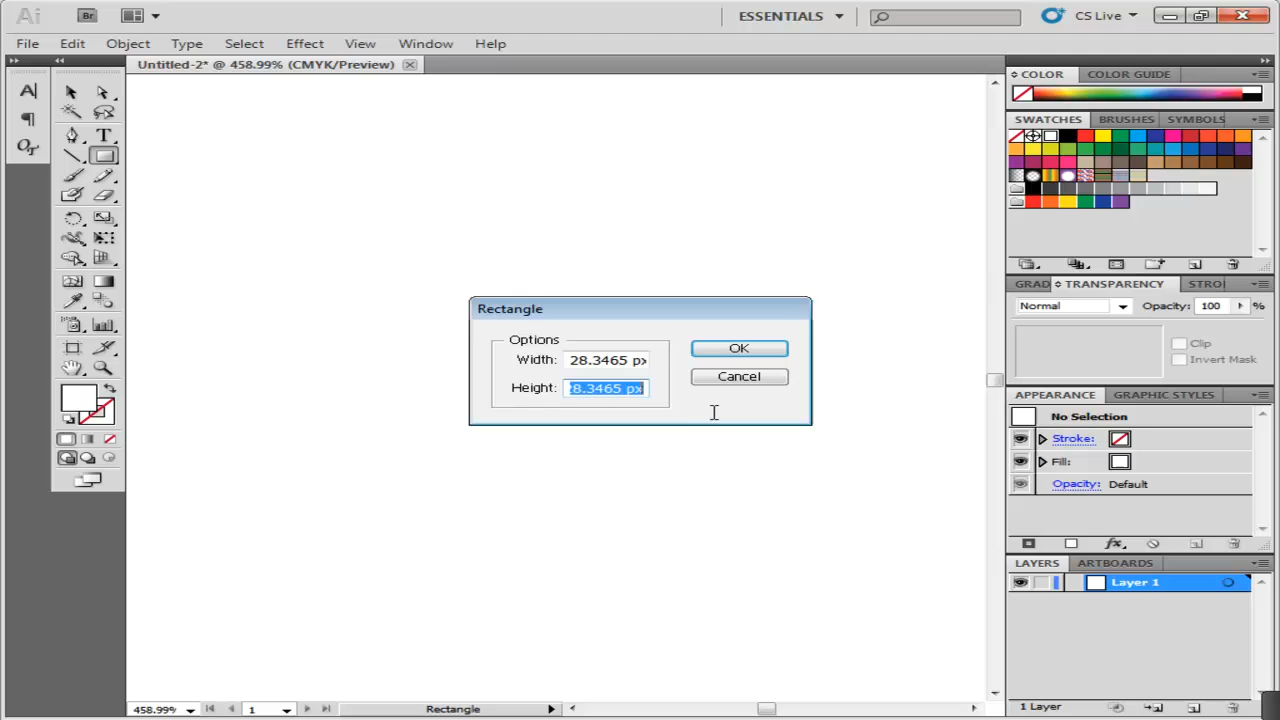 Ai Br ESSENTIALS CS Live
File Edit Object Type Select Effect View Window Help
Untitled-2* @ 458.99% (CMYK/Preview)
COLOR COLOR GUIDE
SWATCHES BRUSHES SYMBOLS
GRAD TRANSPARENCY STRO
Normal Opacity: 100 %
Clip
Invert Mask
Rectangle
Options
Width: 28.3465 px
Height: 28.3465 px
OK
Cancel
APPEARANCE GRAPHIC STYLES
No Selection
Stroke:
Fill:
Opacity: Default
LAYERS ARTBOARDS
Layer 1
1 Layer
458.99% 1 Rectangle